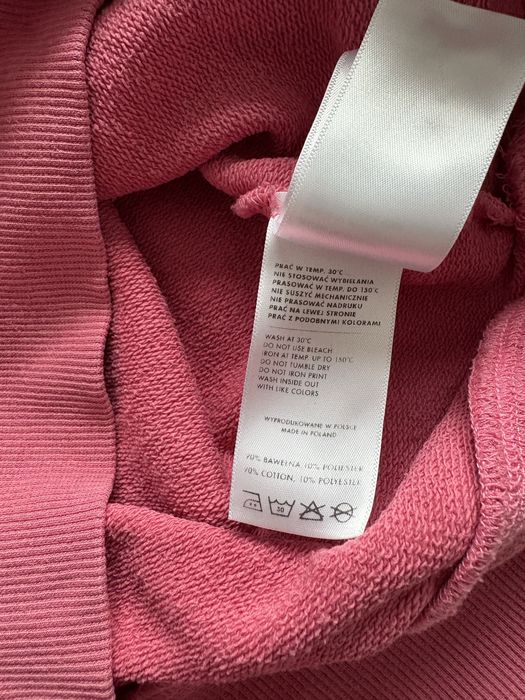 PRAĆ W TEMP. 30°C
NIE STOSOWAĆ WYBIELANIA
PRASOWAĆ W TEMP. DO 150°C
NIE SUSZYĆ MECHANICZNIE
NIE PRASOWAĆ NADRUKU
PRAĆ NA LEWEJ STRONIE
PRAĆ Z PODOBNYMI KOLORAMI
WASH AT 30°C
DO NOT USE BLEACH
IRON AT TEMP. UP TO 150°C
DO NOT TUMBLE DRY
DO NOT IRON PRINT
WASH INSIDE OUT
WITH LIKE COLORS
WYPRODUKOWANE W POLSCE
MADE IN POLAND
90% BAWEŁNA, 10% POLIESTER
90% COTTON, 10% POLYESTER
30